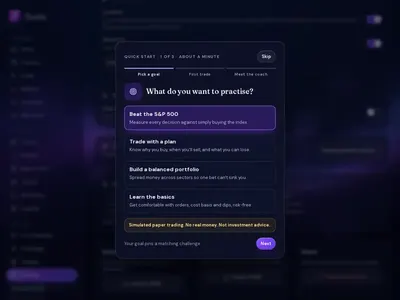 QUICK START · 1 OF 3 · ABOUT A MINUTE
Skip
Pick a goal
First trade
Meet the coach
What do you want to practise?
Beat the S&P 500
Measure every decision against simply buying the index
Trade with a plan
Know why you buy, when you'll sell, and what you can lose
Build a balanced portfolio
Spread money across sectors so one bet can't sink you
Learn the basics
Get comfortable with orders, cost basis and dips, risk-free
Simulated paper trading. No real money. Not investment advice.
Your goal pins a matching challenge
Next